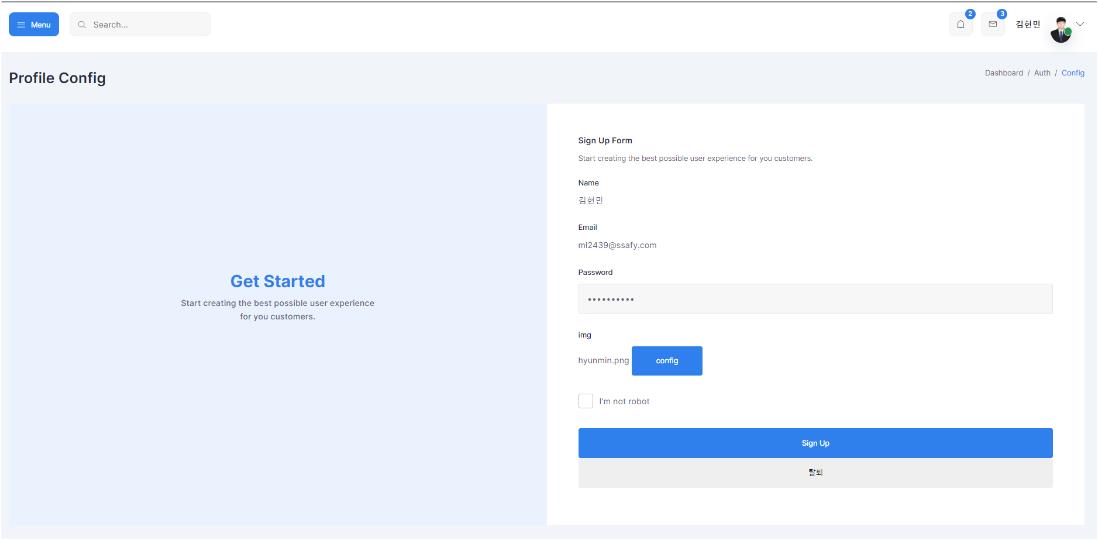 Menu
Search...
2
3
김현민
Profile Config
Dashboard / Auth / Config
Get Started
Start creating the best possible user experience
for you customers.
Sign Up Form
Start creating the best possible user experience for you customers.
Name
김현민
Email
ml2439@ssafy.com
Password
••••••••••
img
hyunmin.png config
I'm not robot
Sign Up
탈퇴